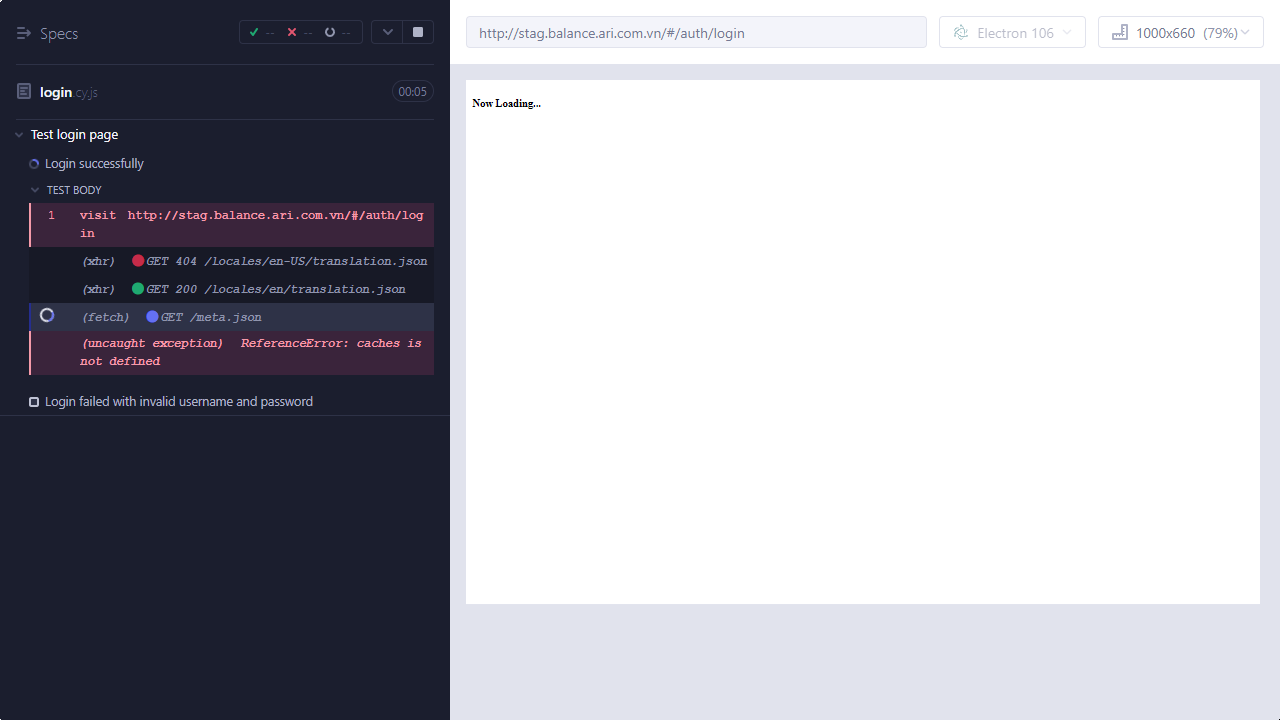 Specs
-- -- --
login.cy.js
00:05
Test login page
Login successfully
TEST BODY
1 visit http://stag.balance.ari.com.vn/#/auth/log
in
(xhr) GET 404 /locales/en-US/translation.json
(xhr) GET 200 /locales/en/translation.json
(fetch) GET /meta.json
(uncaught exception) ReferenceError: caches is
not defined
Login failed with invalid username and password
http://stag.balance.ari.com.vn/#/auth/login
Electron 106
1000x660 (79%)
Now Loading...